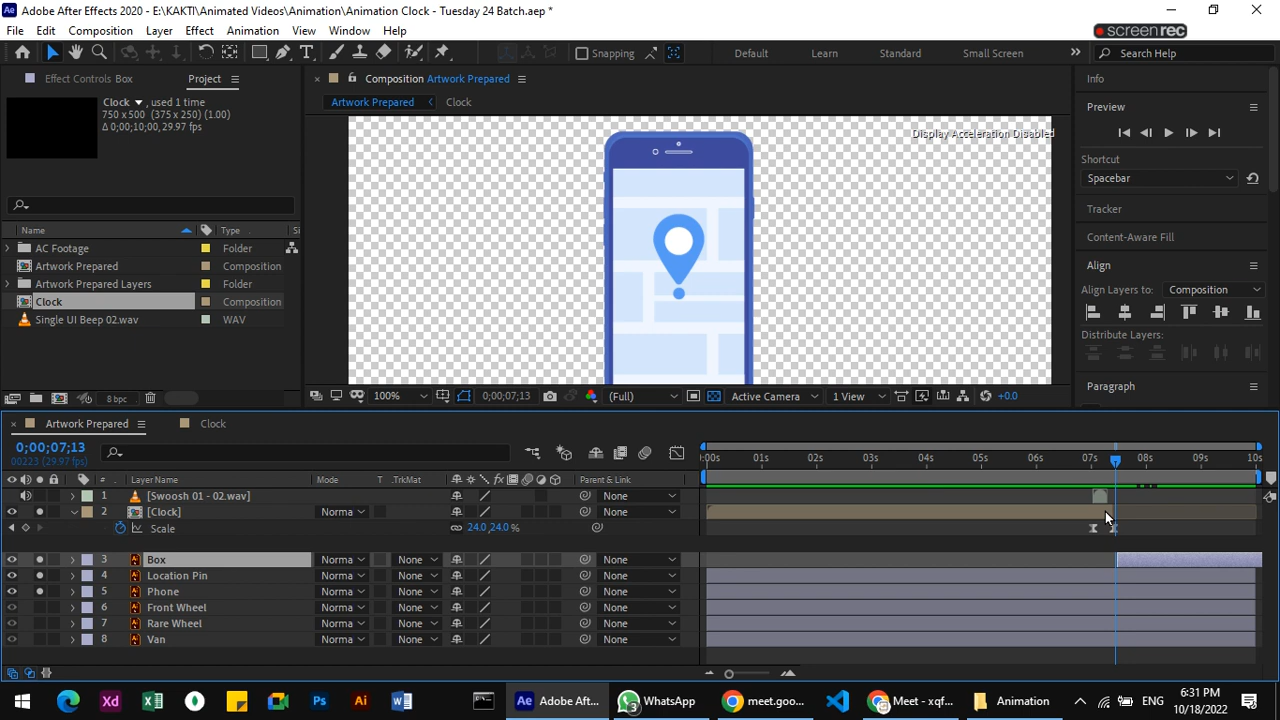 Adobe After Effects 2020 - E:\KAKTI\Animated Videos\Animation\Animation Clock - Tuesday 24 Batch.aep *
File Edit Composition Layer Effect Animation View Window Help
screenrec
Snapping
Default Learn Standard Small Screen
Search Help
Effect Controls Box Project
Composition Artwork Prepared
Info
Clock , used 1 time
750 x 500 (375 x 250) (1.00)
Δ 0;00;10;00, 29.97 fps
Artwork Prepared Clock
Display Acceleration Disabled
Preview
Shortcut
Spacebar
Tracker
Content-Aware Fill
Align
Align Layers to: Composition
Distribute Layers:
Paragraph
Name Type Si
AC Footage Folder
Artwork Prepared Composition
Artwork Prepared Layers Folder
Clock Composition
Single UI Beep 02.wav WAV
8 bpc
100% 0;00;07;13 (Full) Active Camera 1 View +0.0
Artwork Prepared Clock
0;00;07;13
00223 (29.97 fps)
0:00s 01s 02s 03s 04s 05s 06s 07s 08s 09s 10s
# Layer Name Mode T .TrkMat Parent & Link
1 [Swoosh 01 - 02.wav] None
2 [Clock] Norma None
Scale 24.0,24.0%
3 Box Norma None None
4 Location Pin Norma None None
5 Phone Norma None None
6 Front Wheel Norma None None
7 Rare Wheel Norma None None
8 Van Norma None None
Adobe After Effects... WhatsApp meet.goo... Meet - xqf... Animation ENG 6:31 PM
10/18/2022